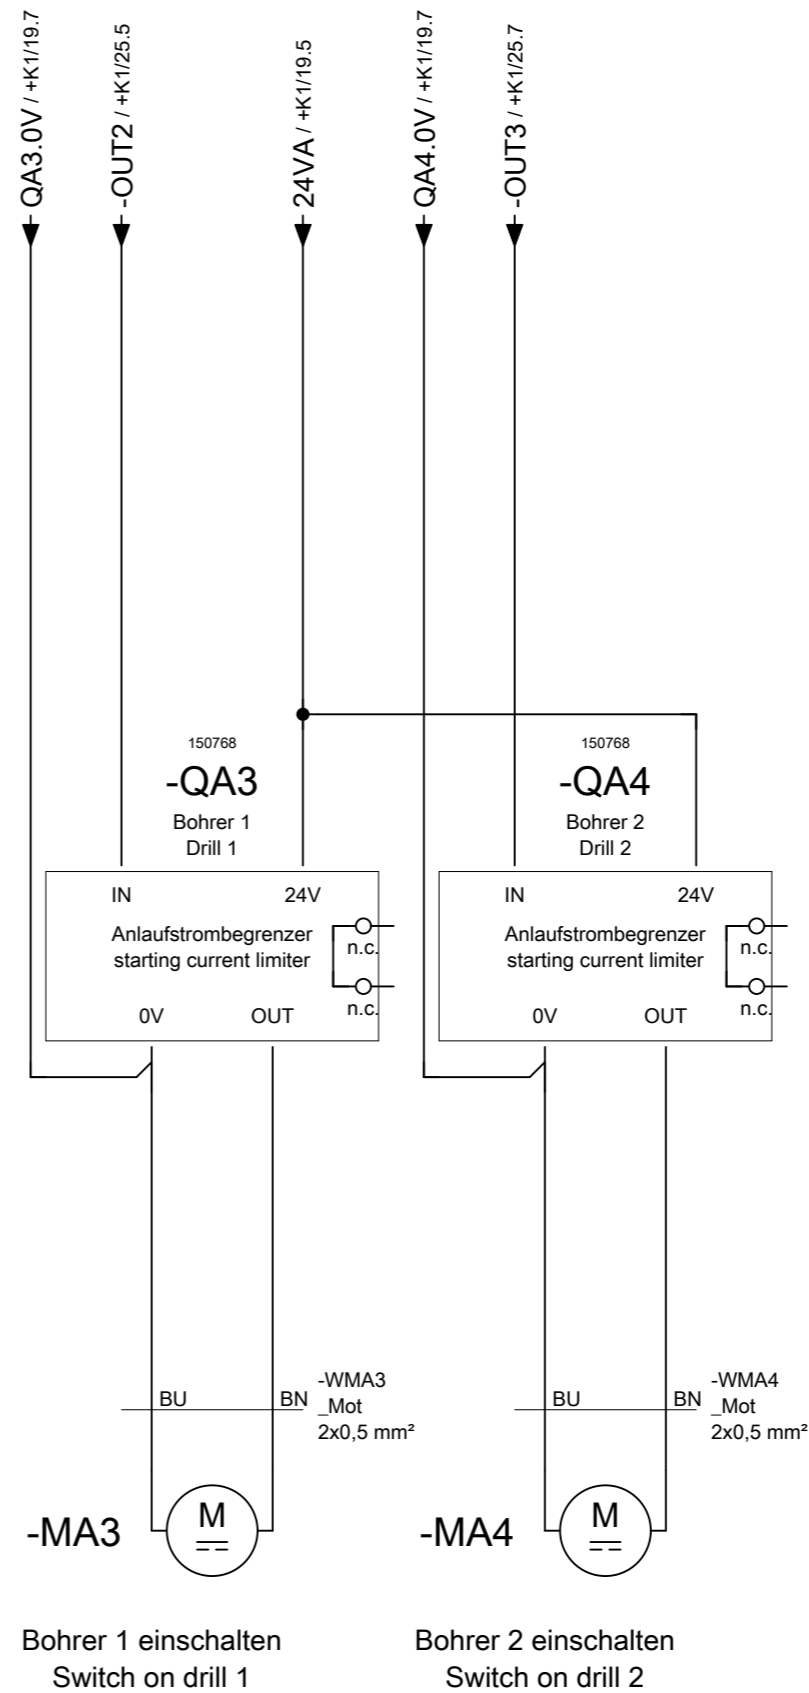 QA3.0V / +K1/19.7
-OUT2 / +K1/25.5
24VA / +K1/19.5
QA4.0V / +K1/19.7
-OUT3 / +K1/25.7
150768
-QA3
Bohrer 1
Drill 1
IN
24V
Anlaufstrombegrenzer
starting current limiter
n.c.
n.c.
0V
OUT
150768
-QA4
Bohrer 2
Drill 2
IN
24V
Anlaufstrombegrenzer
starting current limiter
n.c.
n.c.
0V
OUT
BU
BN
-WMA3
_Mot
2x0,5 mm²
BU
BN
-WMA4
_Mot
2x0,5 mm²
-MA3
M
-MA4
M
Bohrer 1 einschalten
Switch on drill 1
Bohrer 2 einschalten
Switch on drill 2